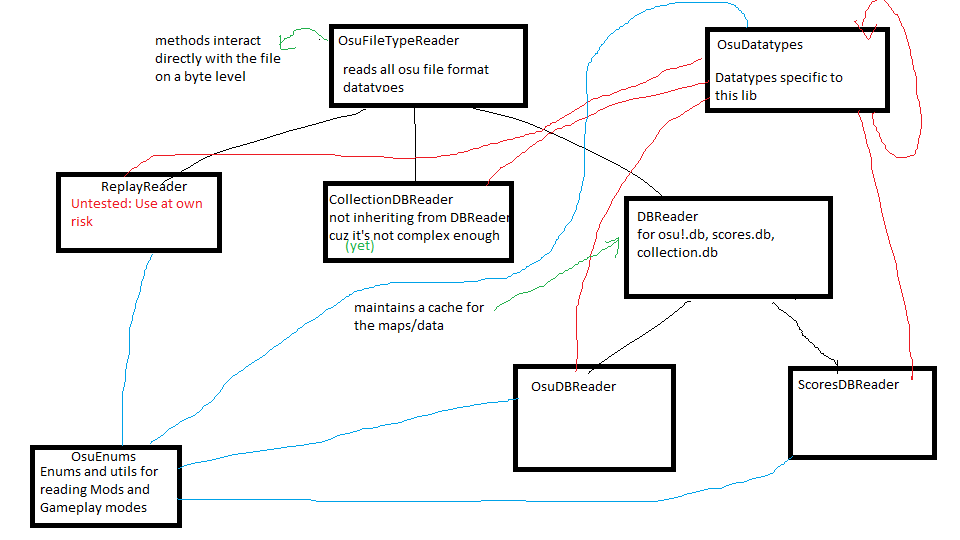 methods interact
directly with the file
on a byte level
OsuFileTypeReader
reads all osu file format
datatypes
OsuDatatypes
Datatypes specific to
this lib
ReplayReader
Untested: Use at own
risk
CollectionDBReader
not inheriting from DBReader
cuz it's not complex enough
(yet)
DBReader
for osu!.db, scores.db,
collection.db
maintains a cache for
the maps/data
OsuDBReader
ScoresDBReader
OsuEnums
Enums and utils for
reading Mods and
Gameplay modes